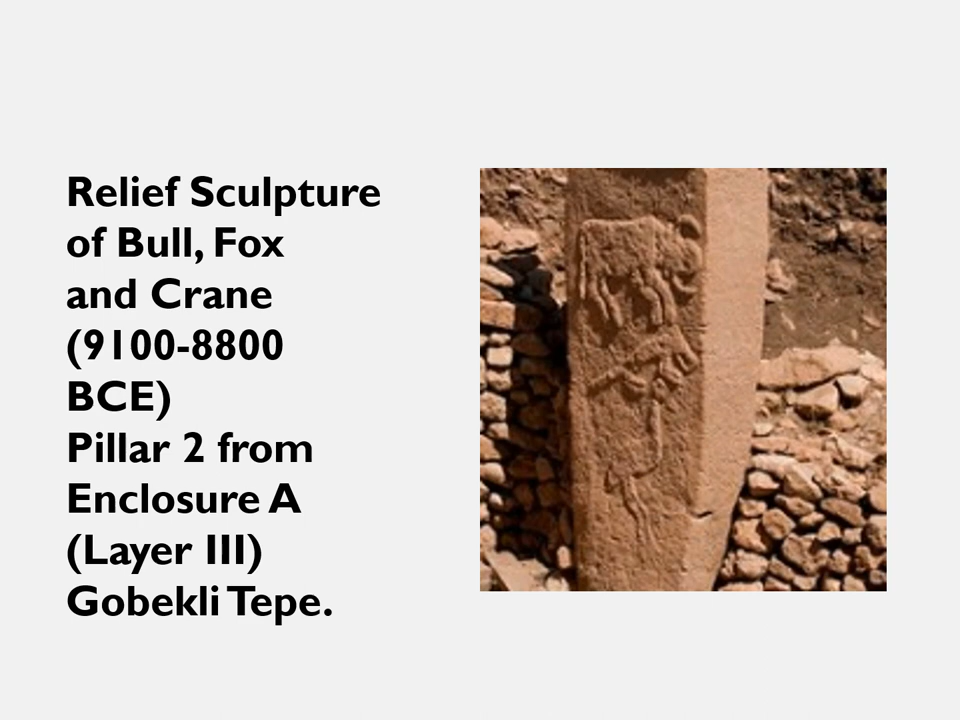 Relief Sculpture
of Bull, Fox
and Crane
(9100-8800
BCE)
Pillar 2 from
Enclosure A
(Layer III)
Gobekli Tepe.